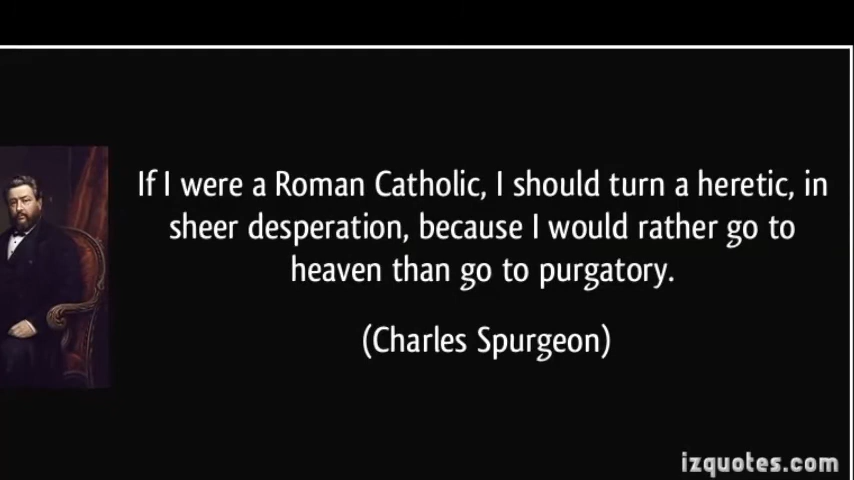 If I were a Roman Catholic, I should turn a heretic, in
sheer desperation, because I would rather go to
heaven than go to purgatory.
(Charles Spurgeon)
izquotes.com